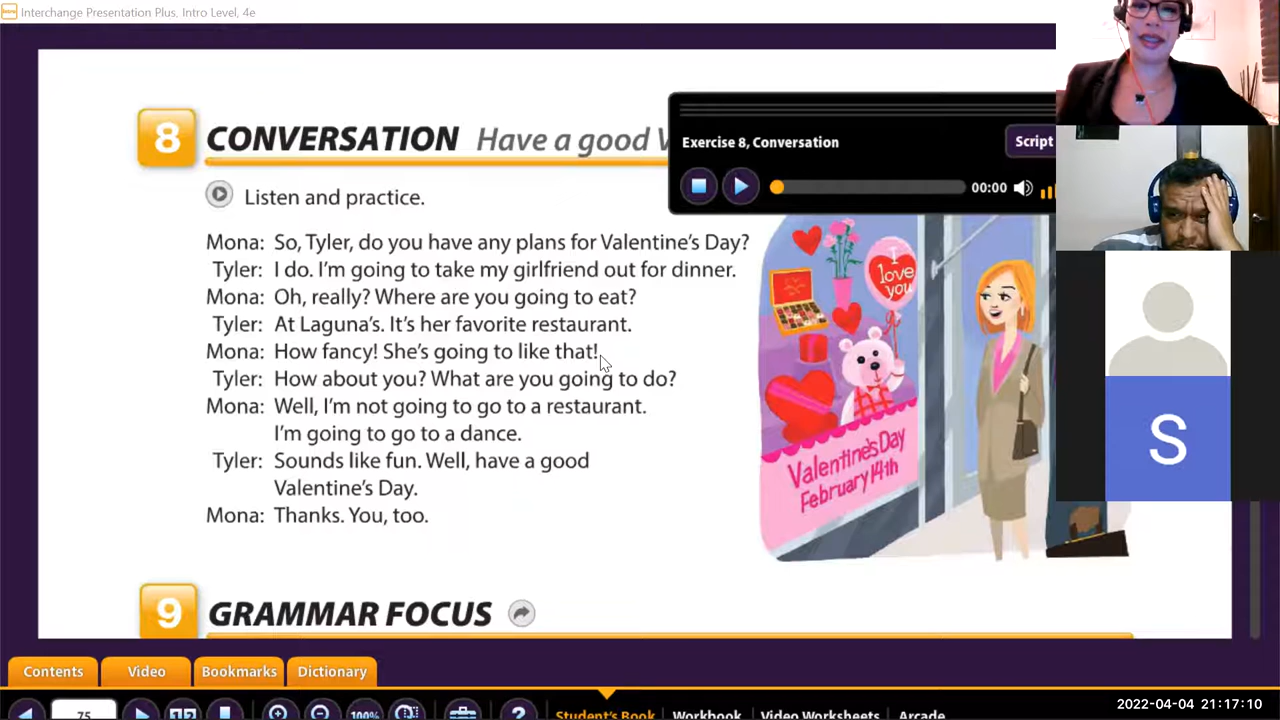 Interchange Presentation Plus, Intro Level, 4e
8 CONVERSATION Have a good
Exercise 8, Conversation
Script
00:00
Listen and practice.
Mona: So, Tyler, do you have any plans for Valentine's Day?
Tyler: I do. I'm going to take my girlfriend out for dinner.
Mona: Oh, really? Where are you going to eat?
Tyler: At Laguna's. It's her favorite restaurant.
Mona: How fancy! She's going to like that!
Tyler: How about you? What are you going to do?
Mona: Well, I'm not going to go to a restaurant.
I'm going to go to a dance.
Tyler: Sounds like fun. Well, have a good
Valentine's Day.
Mona: Thanks. You, too.
I
love
you
Valentine's Day
February 14th
S
9 GRAMMAR FOCUS
Contents Video Bookmarks Dictionary
75 100% ? Student's Book Workbook Video Worksheets Arcade
2022-04-04 21:17:10